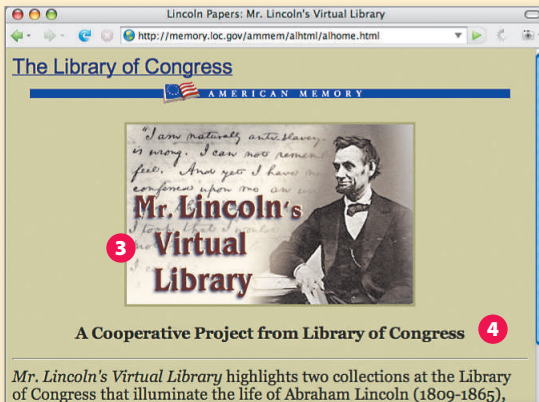 Lincoln Papers: Mr. Lincoln's Virtual Library
http://memory.loc.gov/ammem/alhtml/alhome.html
The Library of Congress
AMERICAN MEMORY
"I am naturally anti-slavery.
is wrong. I can not remem
feel. And yet I have
conferred upon me an un
Mr. Lincoln's
3
Virtual
Library
A Cooperative Project from Library of Congress
4
Mr. Lincoln's Virtual Library highlights two collections at the Library
of Congress that illuminate the life of Abraham Lincoln (1809-1865),